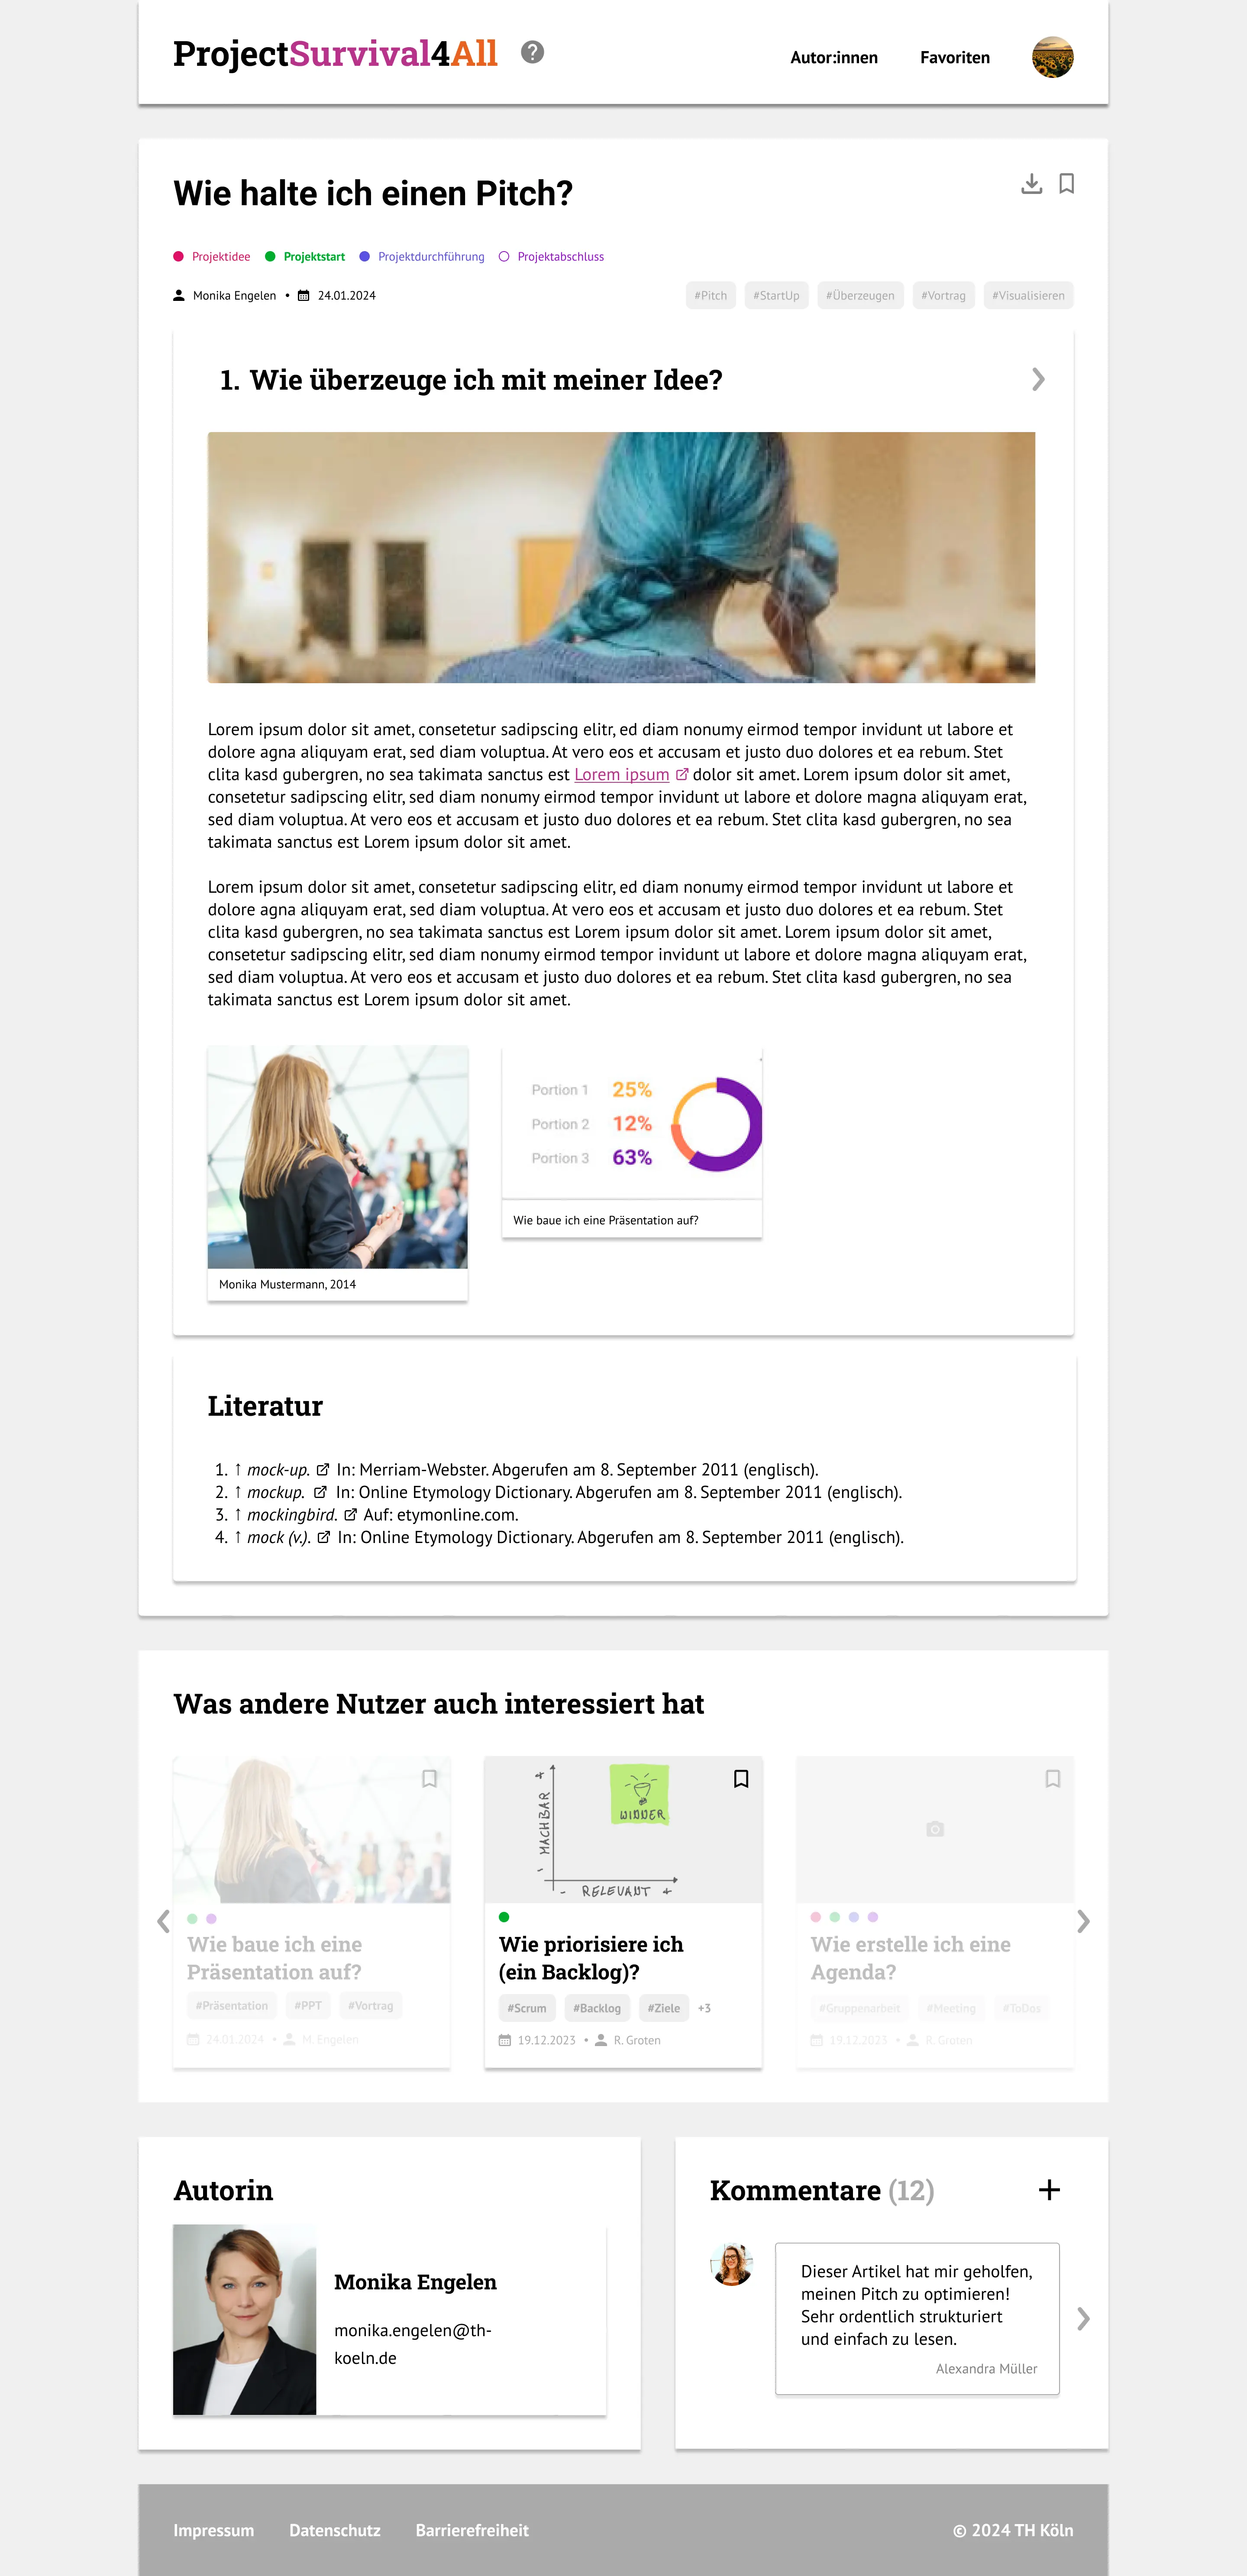 ProjectSurvival4All
Autor:innen Favoriten
Wie halte ich einen Pitch?
Projektidee Projektstart Projektdurchführung Projektabschluss
Monika Engelen • 24.01.2024
#Pitch #StartUp #Überzeugen #Vortrag #Visualisieren
1. Wie überzeuge ich mit meiner Idee?
Lorem ipsum dolor sit amet, consetetur sadipscing elitr, ed diam nonumy eirmod tempor invidunt ut labore et
dolore agna aliquyam erat, sed diam voluptua. At vero eos et accusam et justo duo dolores et ea rebum. Stet
clita kasd gubergren, no sea takimata sanctus est Lorem ipsum dolor sit amet. Lorem ipsum dolor sit amet,
consetetur sadipscing elitr, sed diam nonumy eirmod tempor invidunt ut labore et dolore magna aliquyam erat,
sed diam voluptua. At vero eos et accusam et justo duo dolores et ea rebum. Stet clita kasd gubergren, no sea
takimata sanctus est Lorem ipsum dolor sit amet.
Lorem ipsum dolor sit amet, consetetur sadipscing elitr, ed diam nonumy eirmod tempor invidunt ut labore et
dolore agna aliquyam erat, sed diam voluptua. At vero eos et accusam et justo duo dolores et ea rebum. Stet
clita kasd gubergren, no sea takimata sanctus est Lorem ipsum dolor sit amet. Lorem ipsum dolor sit amet,
consetetur sadipscing elitr, sed diam nonumy eirmod tempor invidunt ut labore et dolore magna aliquyam erat,
sed diam voluptua. At vero eos et accusam et justo duo dolores et ea rebum. Stet clita kasd gubergren, no sea
takimata sanctus est Lorem ipsum dolor sit amet.
Monika Mustermann, 2014
Portion 1 25%
Portion 2 12%
Portion 3 63%
Wie baue ich eine Präsentation auf?
Literatur
1. ↑ mock-up. In: Merriam-Webster. Abgerufen am 8. September 2011 (englisch).
2. ↑ mockup. In: Online Etymology Dictionary. Abgerufen am 8. September 2011 (englisch).
3. ↑ mockingbird. Auf: etymonline.com.
4. ↑ mock (v.). In: Online Etymology Dictionary. Abgerufen am 8. September 2011 (englisch).
Was andere Nutzer auch interessiert hat
Wie baue ich eine
Präsentation auf?
#Präsentation #PPT #Vortrag
24.01.2024 • M. Engelen
- MACHBAR +
WINNER
- RELEVANT +
Wie priorisiere ich
(ein Backlog)?
#Scrum #Backlog #Ziele +3
19.12.2023 • R. Groten
Wie erstelle ich eine
Agenda?
#Gruppenarbeit #Meeting #ToDos
19.12.2023 • R. Groten
Autorin
Monika Engelen
monika.engelen@th-
koeln.de
Kommentare (12)
Dieser Artikel hat mir geholfen,
meinen Pitch zu optimieren!
Sehr ordentlich strukturiert
und einfach zu lesen.
Alexandra Müller
Impressum Datenschutz Barrierefreiheit
© 2024 TH Köln